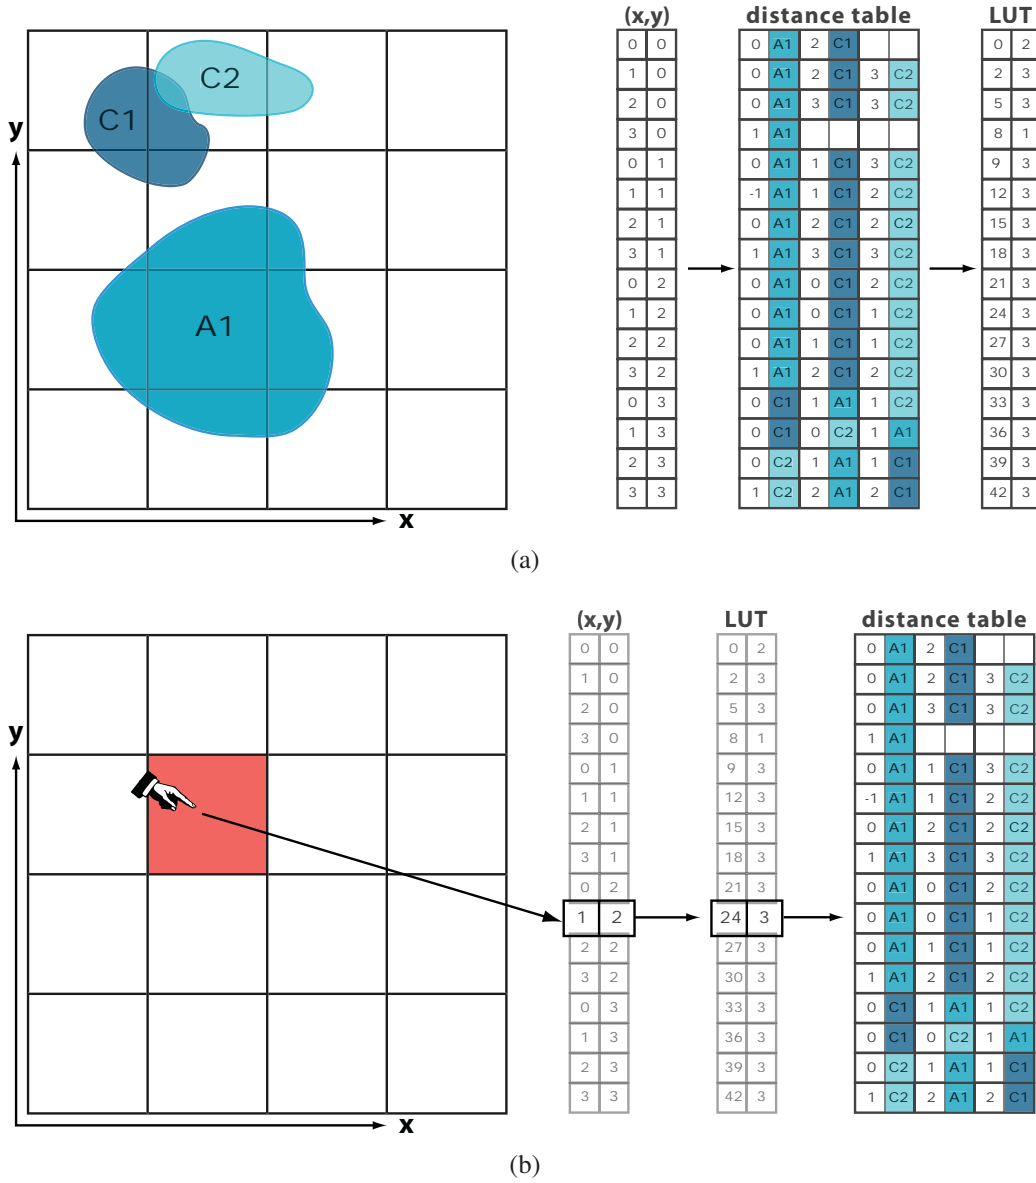 (x,y) distance table LUT
C2
C1
A1
y
x
0 0 0 A1 2 C1 0 2
1 0 0 A1 2 C1 3 C2 2 3
2 0 0 A1 3 C1 3 C2 5 3
3 0 1 A1 8 1
0 1 0 A1 1 C1 3 C2 9 3
1 1 -1 A1 1 C1 2 C2 12 3
2 1 0 A1 2 C1 2 C2 15 3
3 1 1 A1 3 C1 3 C2 18 3
0 2 0 A1 0 C1 2 C2 21 3
1 2 0 A1 0 C1 1 C2 24 3
2 2 0 A1 1 C1 1 C2 27 3
3 2 1 A1 2 C1 2 C2 30 3
0 3 0 C1 1 A1 1 C2 33 3
1 3 0 C1 0 C2 1 A1 36 3
2 3 0 C2 1 A1 1 C1 39 3
3 3 1 C2 2 A1 2 C1 42 3
(a)
(x,y) LUT distance table
y
x
0 0 0 2 0 A1 2 C1
1 0 2 3 0 A1 2 C1 3 C2
2 0 5 3 0 A1 3 C1 3 C2
3 0 8 1 1 A1
0 1 9 3 0 A1 1 C1 3 C2
1 1 12 3 -1 A1 1 C1 2 C2
2 1 15 3 0 A1 2 C1 2 C2
3 1 18 3 1 A1 3 C1 3 C2
0 2 21 3 0 A1 0 C1 2 C2
1 2 24 3 0 A1 0 C1 1 C2
2 2 27 3 0 A1 1 C1 1 C2
3 2 30 3 1 A1 2 C1 2 C2
0 3 33 3 0 C1 1 A1 1 C2
1 3 36 3 0 C1 0 C2 1 A1
2 3 39 3 0 C2 1 A1 1 C1
3 3 42 3 1 C2 2 A1 2 C1
(b)